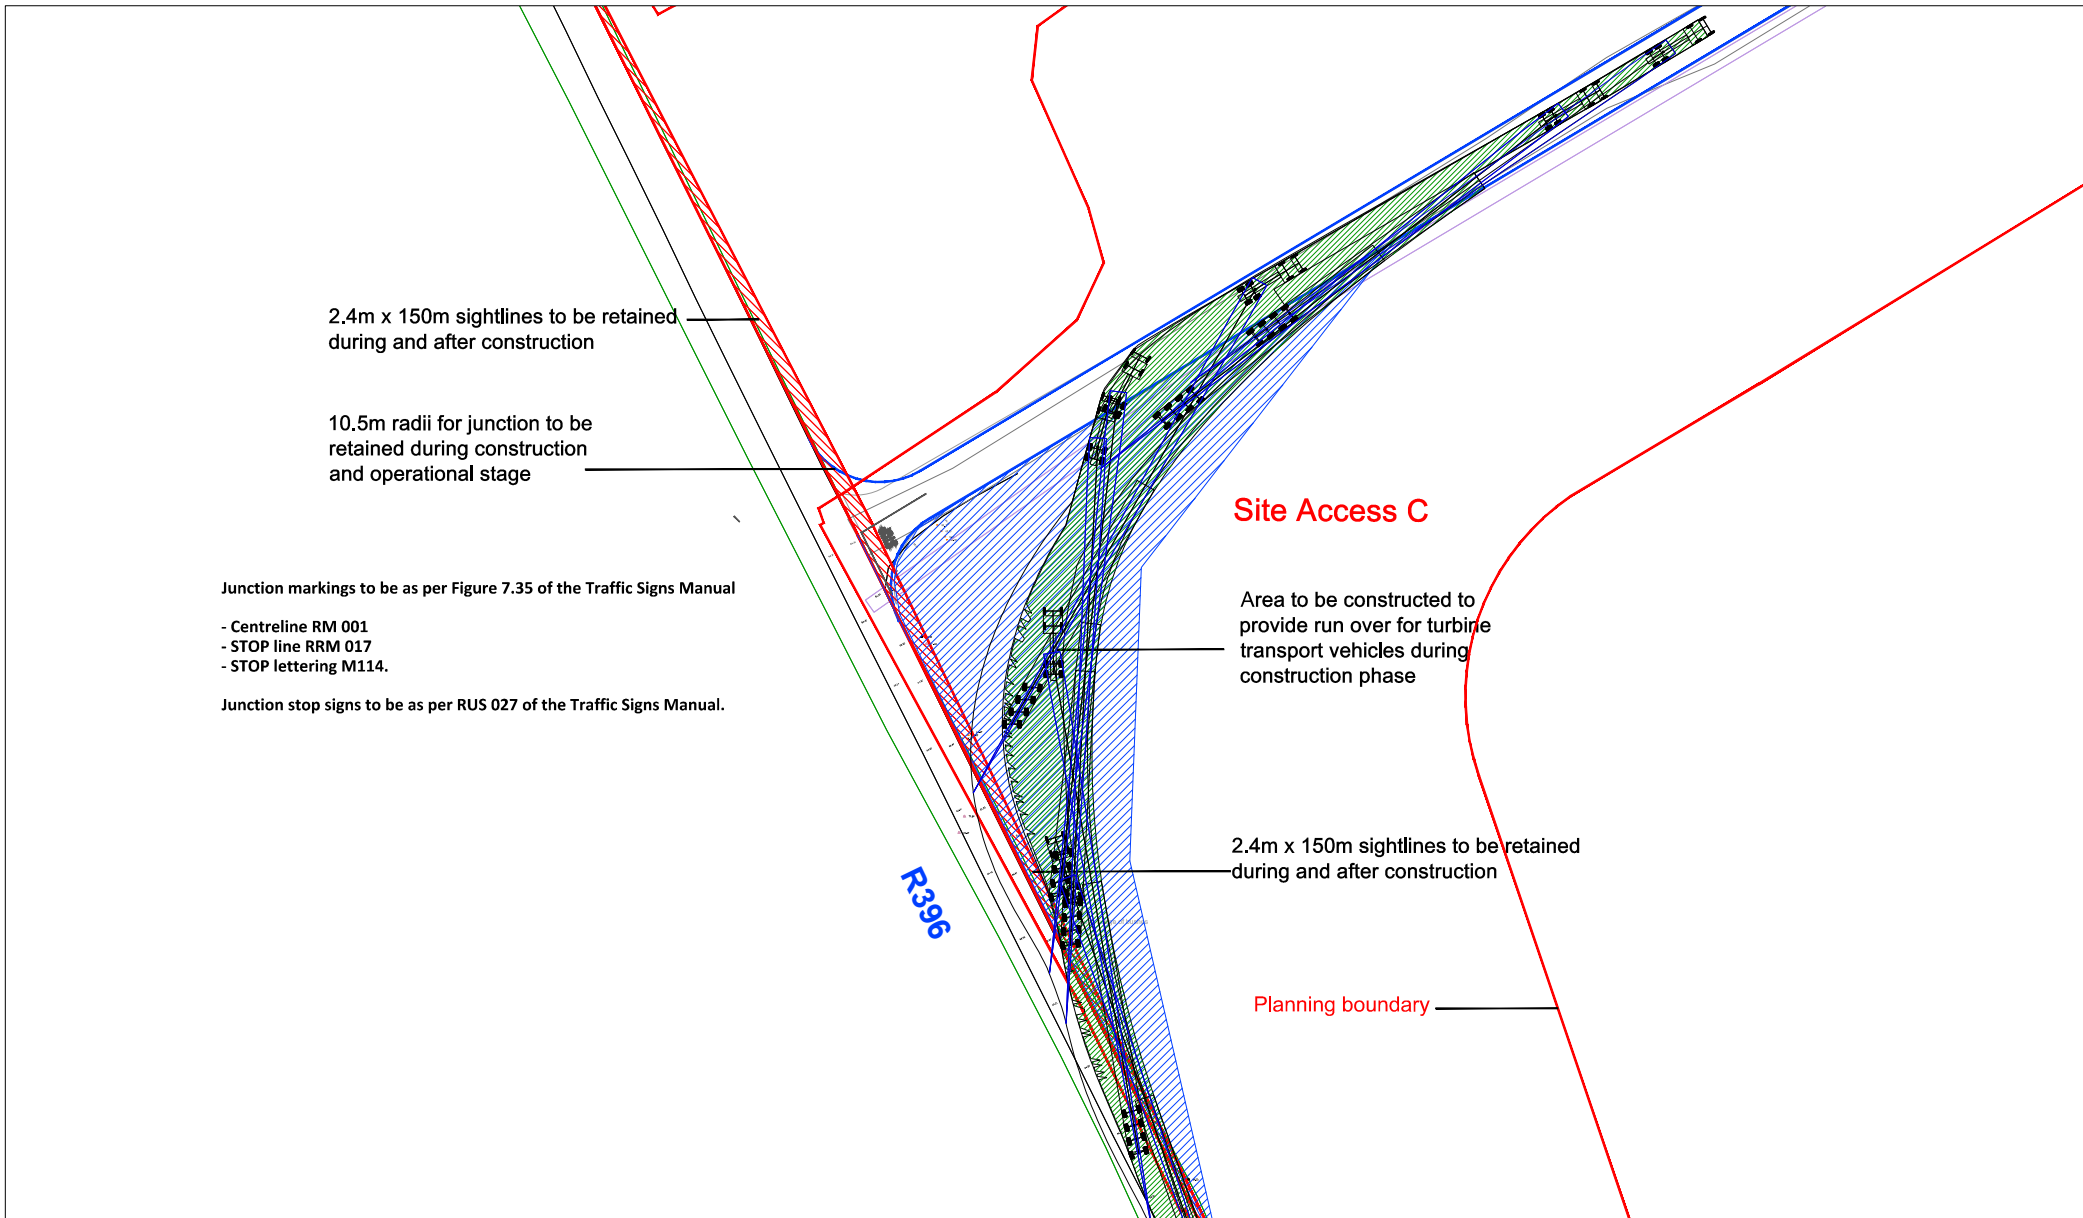 2.4m x 150m sightlines to be retained
during and after construction
10.5m radii for junction to be
retained during construction
and operational stage
Site Access C
Junction markings to be as per Figure 7.35 of the Traffic Signs Manual
- Centreline RM 001
- STOP line RRM 017
- STOP lettering M114.
Junction stop signs to be as per RUS 027 of the Traffic Signs Manual.
Area to be constructed to
provide run over for turbine
transport vehicles during
construction phase
2.4m x 150m sightlines to be retained
during and after construction
R396
Planning boundary